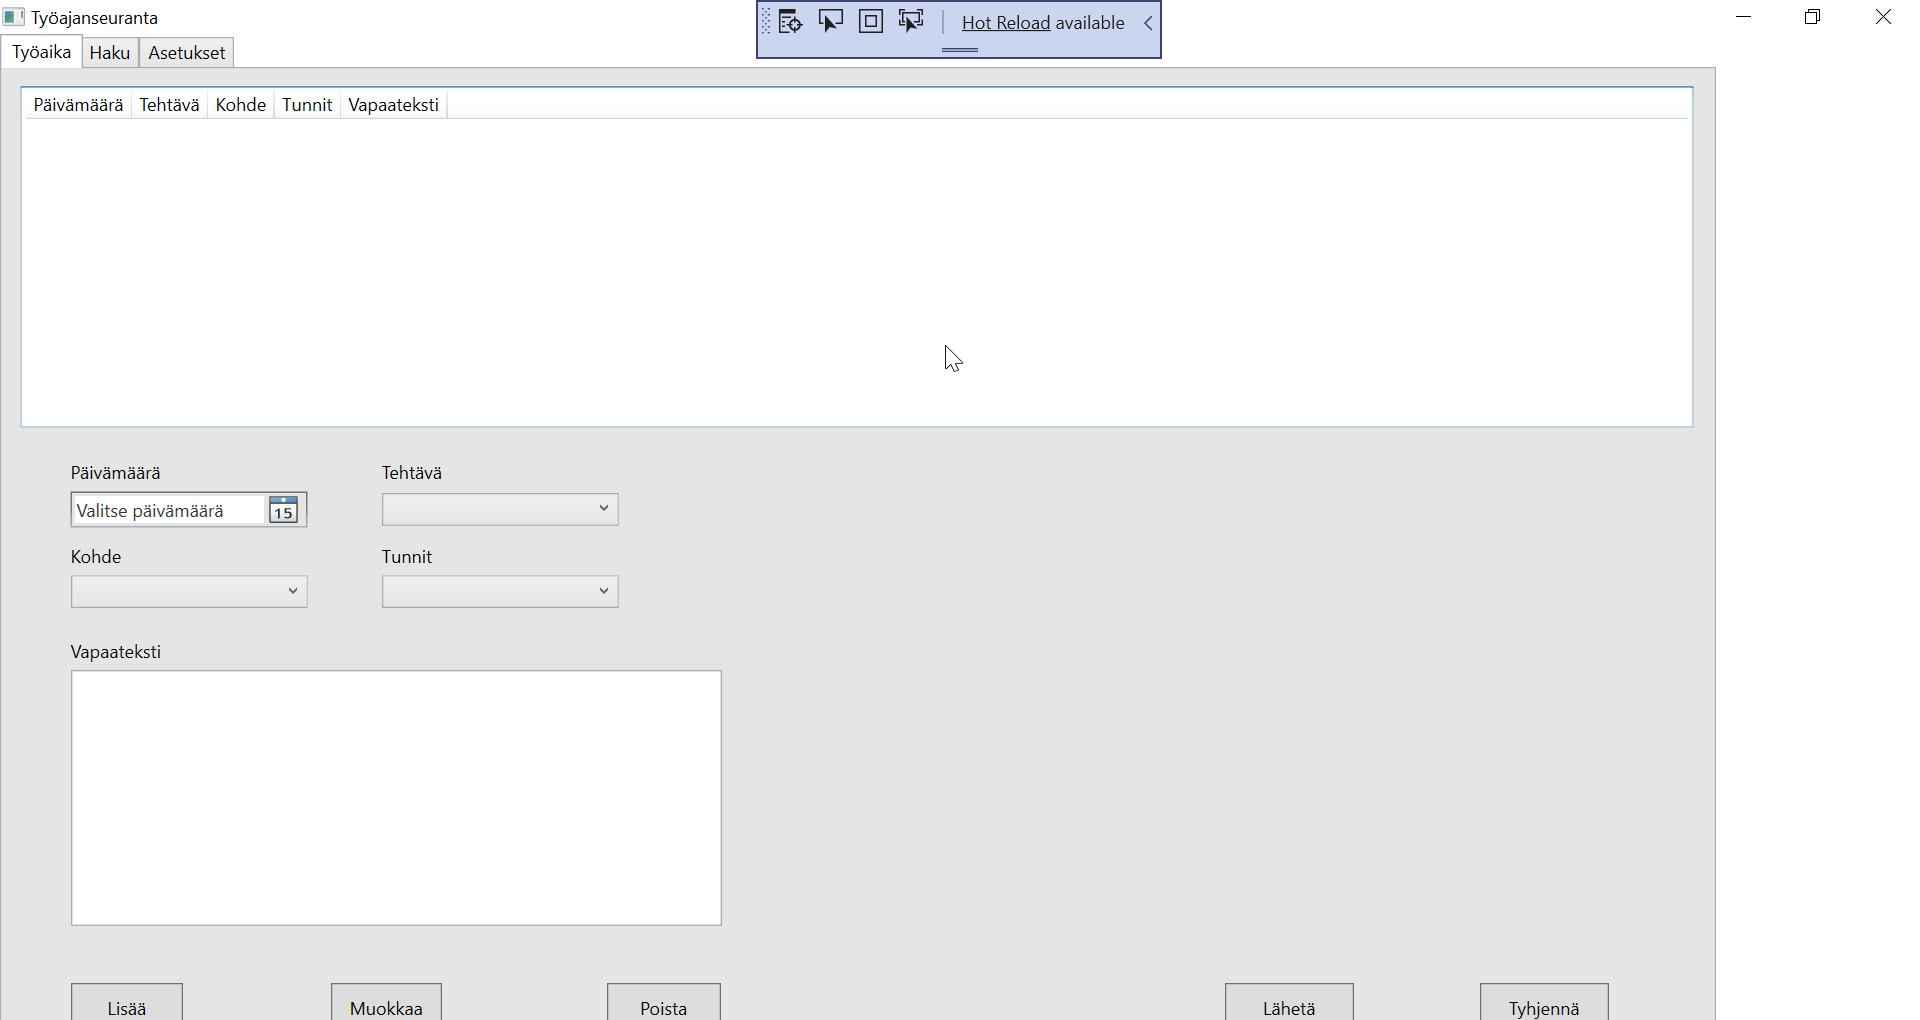 Työajanseuranta
Hot Reload available
Työaika Haku Asetukset
Päivämäärä Tehtävä Kohde Tunnit Vapaateksti
Päivämäärä Tehtävä
Valitse päivämäärä 15
Kohde Tunnit
Vapaateksti
Lisää Muokkaa Poista Lähetä Tyhjennä